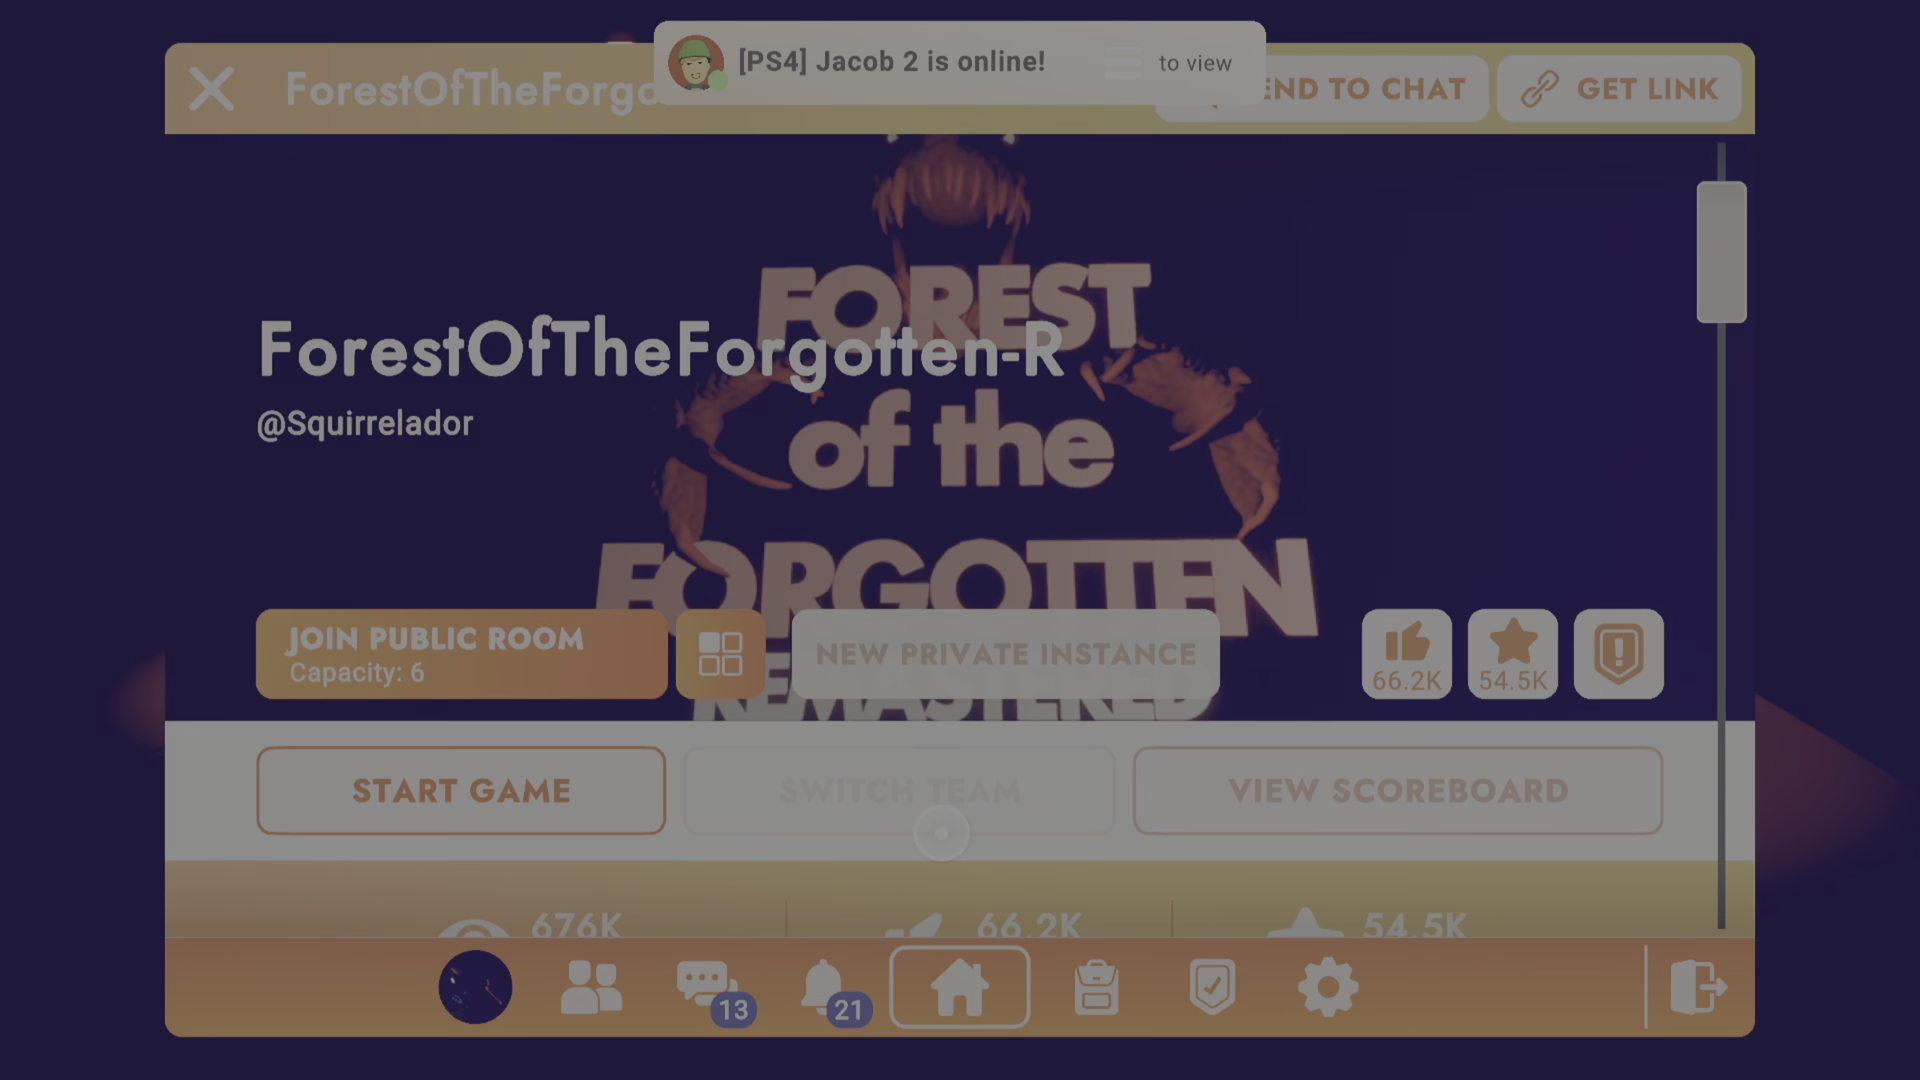 [PS4] Jacob 2 is online!
to view
ForestOfTheForgo
END TO CHAT
GET LINK
FOREST
of the
FORGOTTEN
REMASTERED
ForestOfTheForgotten-R
@Squirrelador
JOIN PUBLIC ROOM
Capacity: 6
NEW PRIVATE INSTANCE
66.2K
54.5K
START GAME
SWITCH TEAM
VIEW SCOREBOARD
676K
66.2K
54.5K
13
21